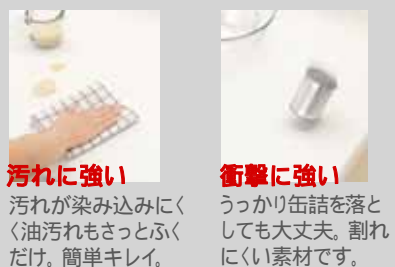 汚れに強い
汚れが染み込みにく
く油汚れもさっとふく
だけ。簡単キレイ。
衝撃に強い
うっかり缶詰を落と
しても大丈夫。割れ
にくい素材です。